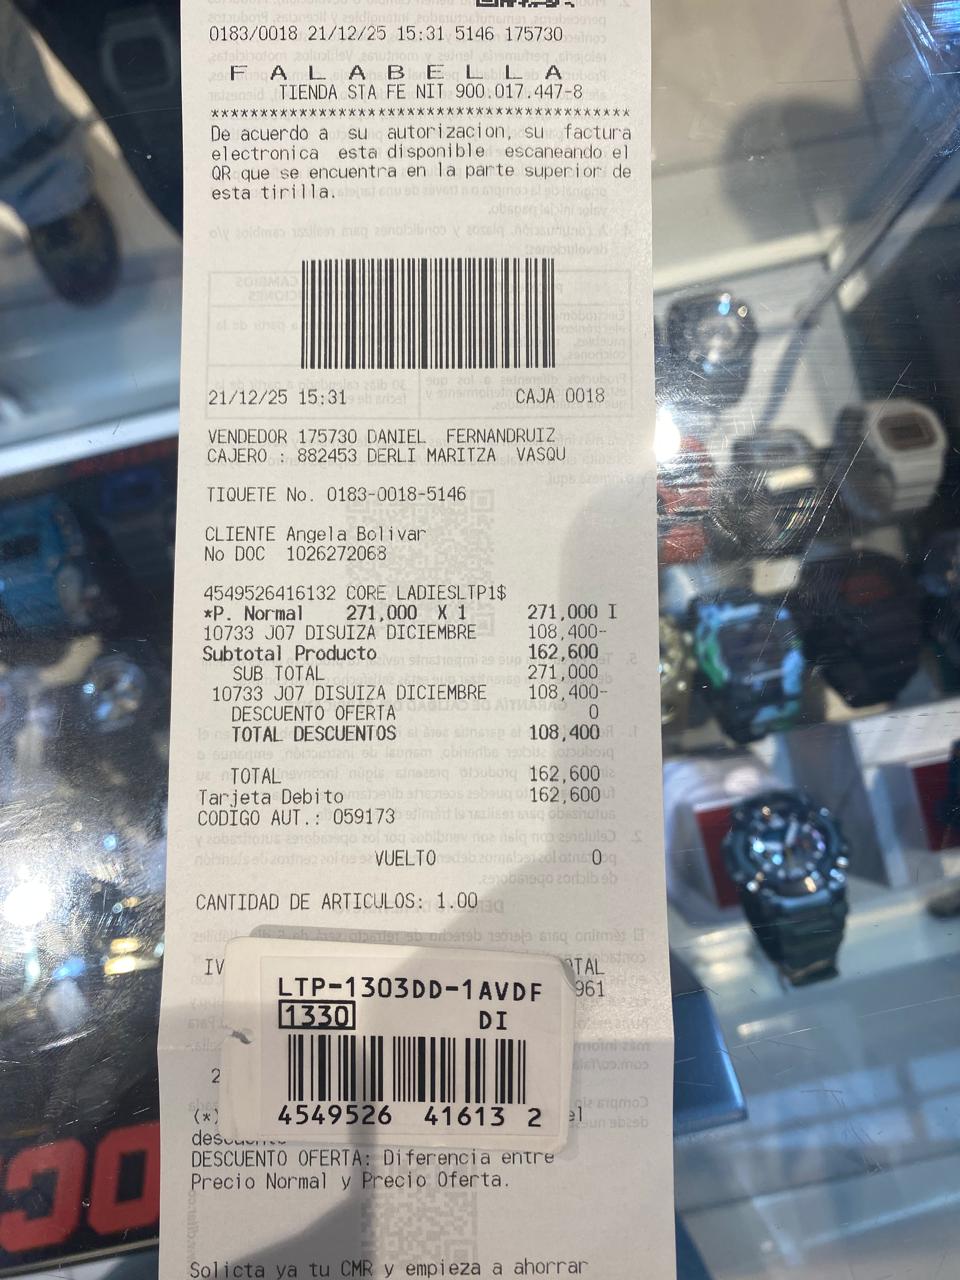 0183/0018 21/12/25 15:31 5146 175730
F A L A B E L L A
TIENDA STA FE NIT 900.017.447-8
******************************************
De acuerdo a su autorizacion, su factura
electronica esta disponible escaneando el
QR que se encuentra en la parte superior de
esta tirilla.
21/12/25 15:31 CAJA 0018
VENDEDOR 175730 DANIEL FERNANDRUIZ
CAJERO : 882453 DERLI MARITZA VASQU
TIQUETE No. 0183-0018-5146
CLIENTE Angela Bolivar
No DOC 1026272068
4549526416132 CORE LADIESLTP1$
*P. Normal 271,000 X 1 271,000 I
10733 J07 DISUIZA DICIEMBRE 108,400-
Subtotal Producto 162,600
SUB TOTAL 271,000
10733 J07 DISUIZA DICIEMBRE 108,400-
DESCUENTO OFERTA 0
TOTAL DESCUENTOS 108,400
TOTAL 162,600
Tarjeta Debito 162,600
CODIGO AUT.: 059173
VUELTO 0
CANTIDAD DE ARTICULOS: 1.00
IV TAL
961
LTP-1303DD-1AVDF
1330 DI
4549526 41613 2
2
(*) el
descuento
DESCUENTO OFERTA: Diferencia entre
Precio Normal y Precio Oferta.
Solicta ya tu CMR y empieza a ahorrar